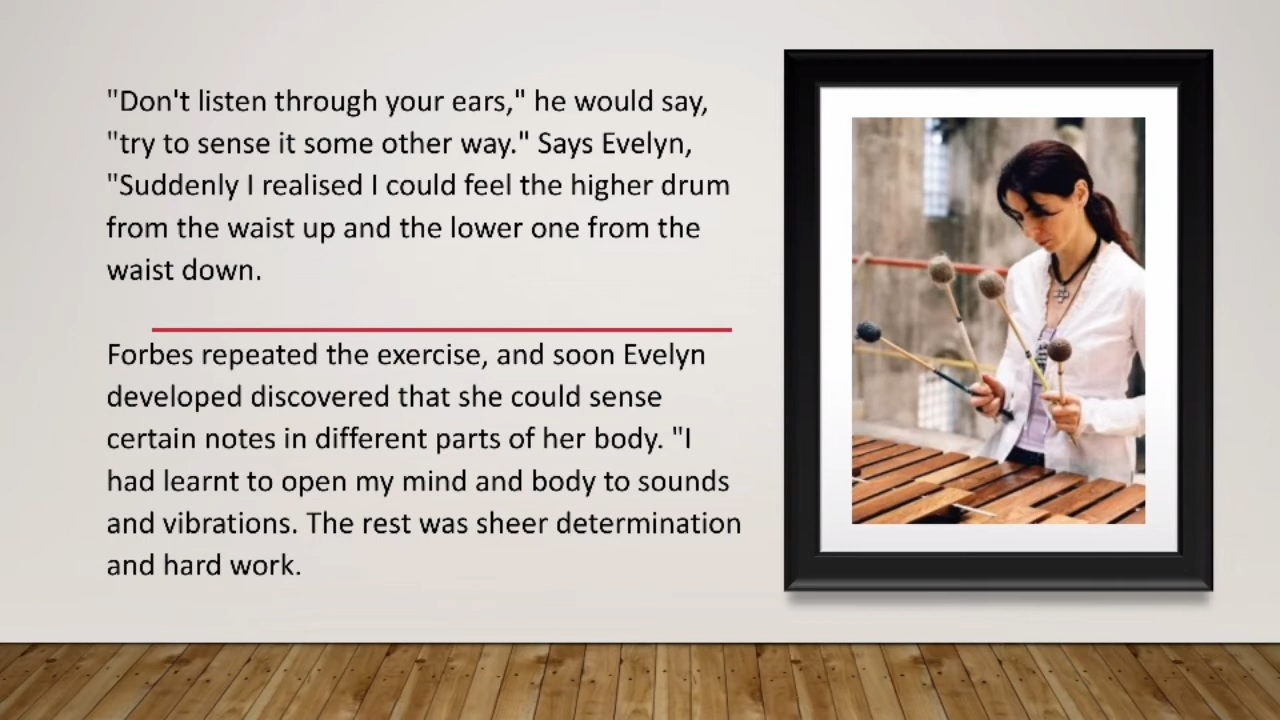 "Don't listen through your ears," he would say,
"try to sense it some other way." Says Evelyn,
"Suddenly I realised I could feel the higher drum
from the waist up and the lower one from the
waist down.
Forbes repeated the exercise, and soon Evelyn
developed discovered that she could sense
certain notes in different parts of her body. "I
had learnt to open my mind and body to sounds
and vibrations. The rest was sheer determination
and hard work.